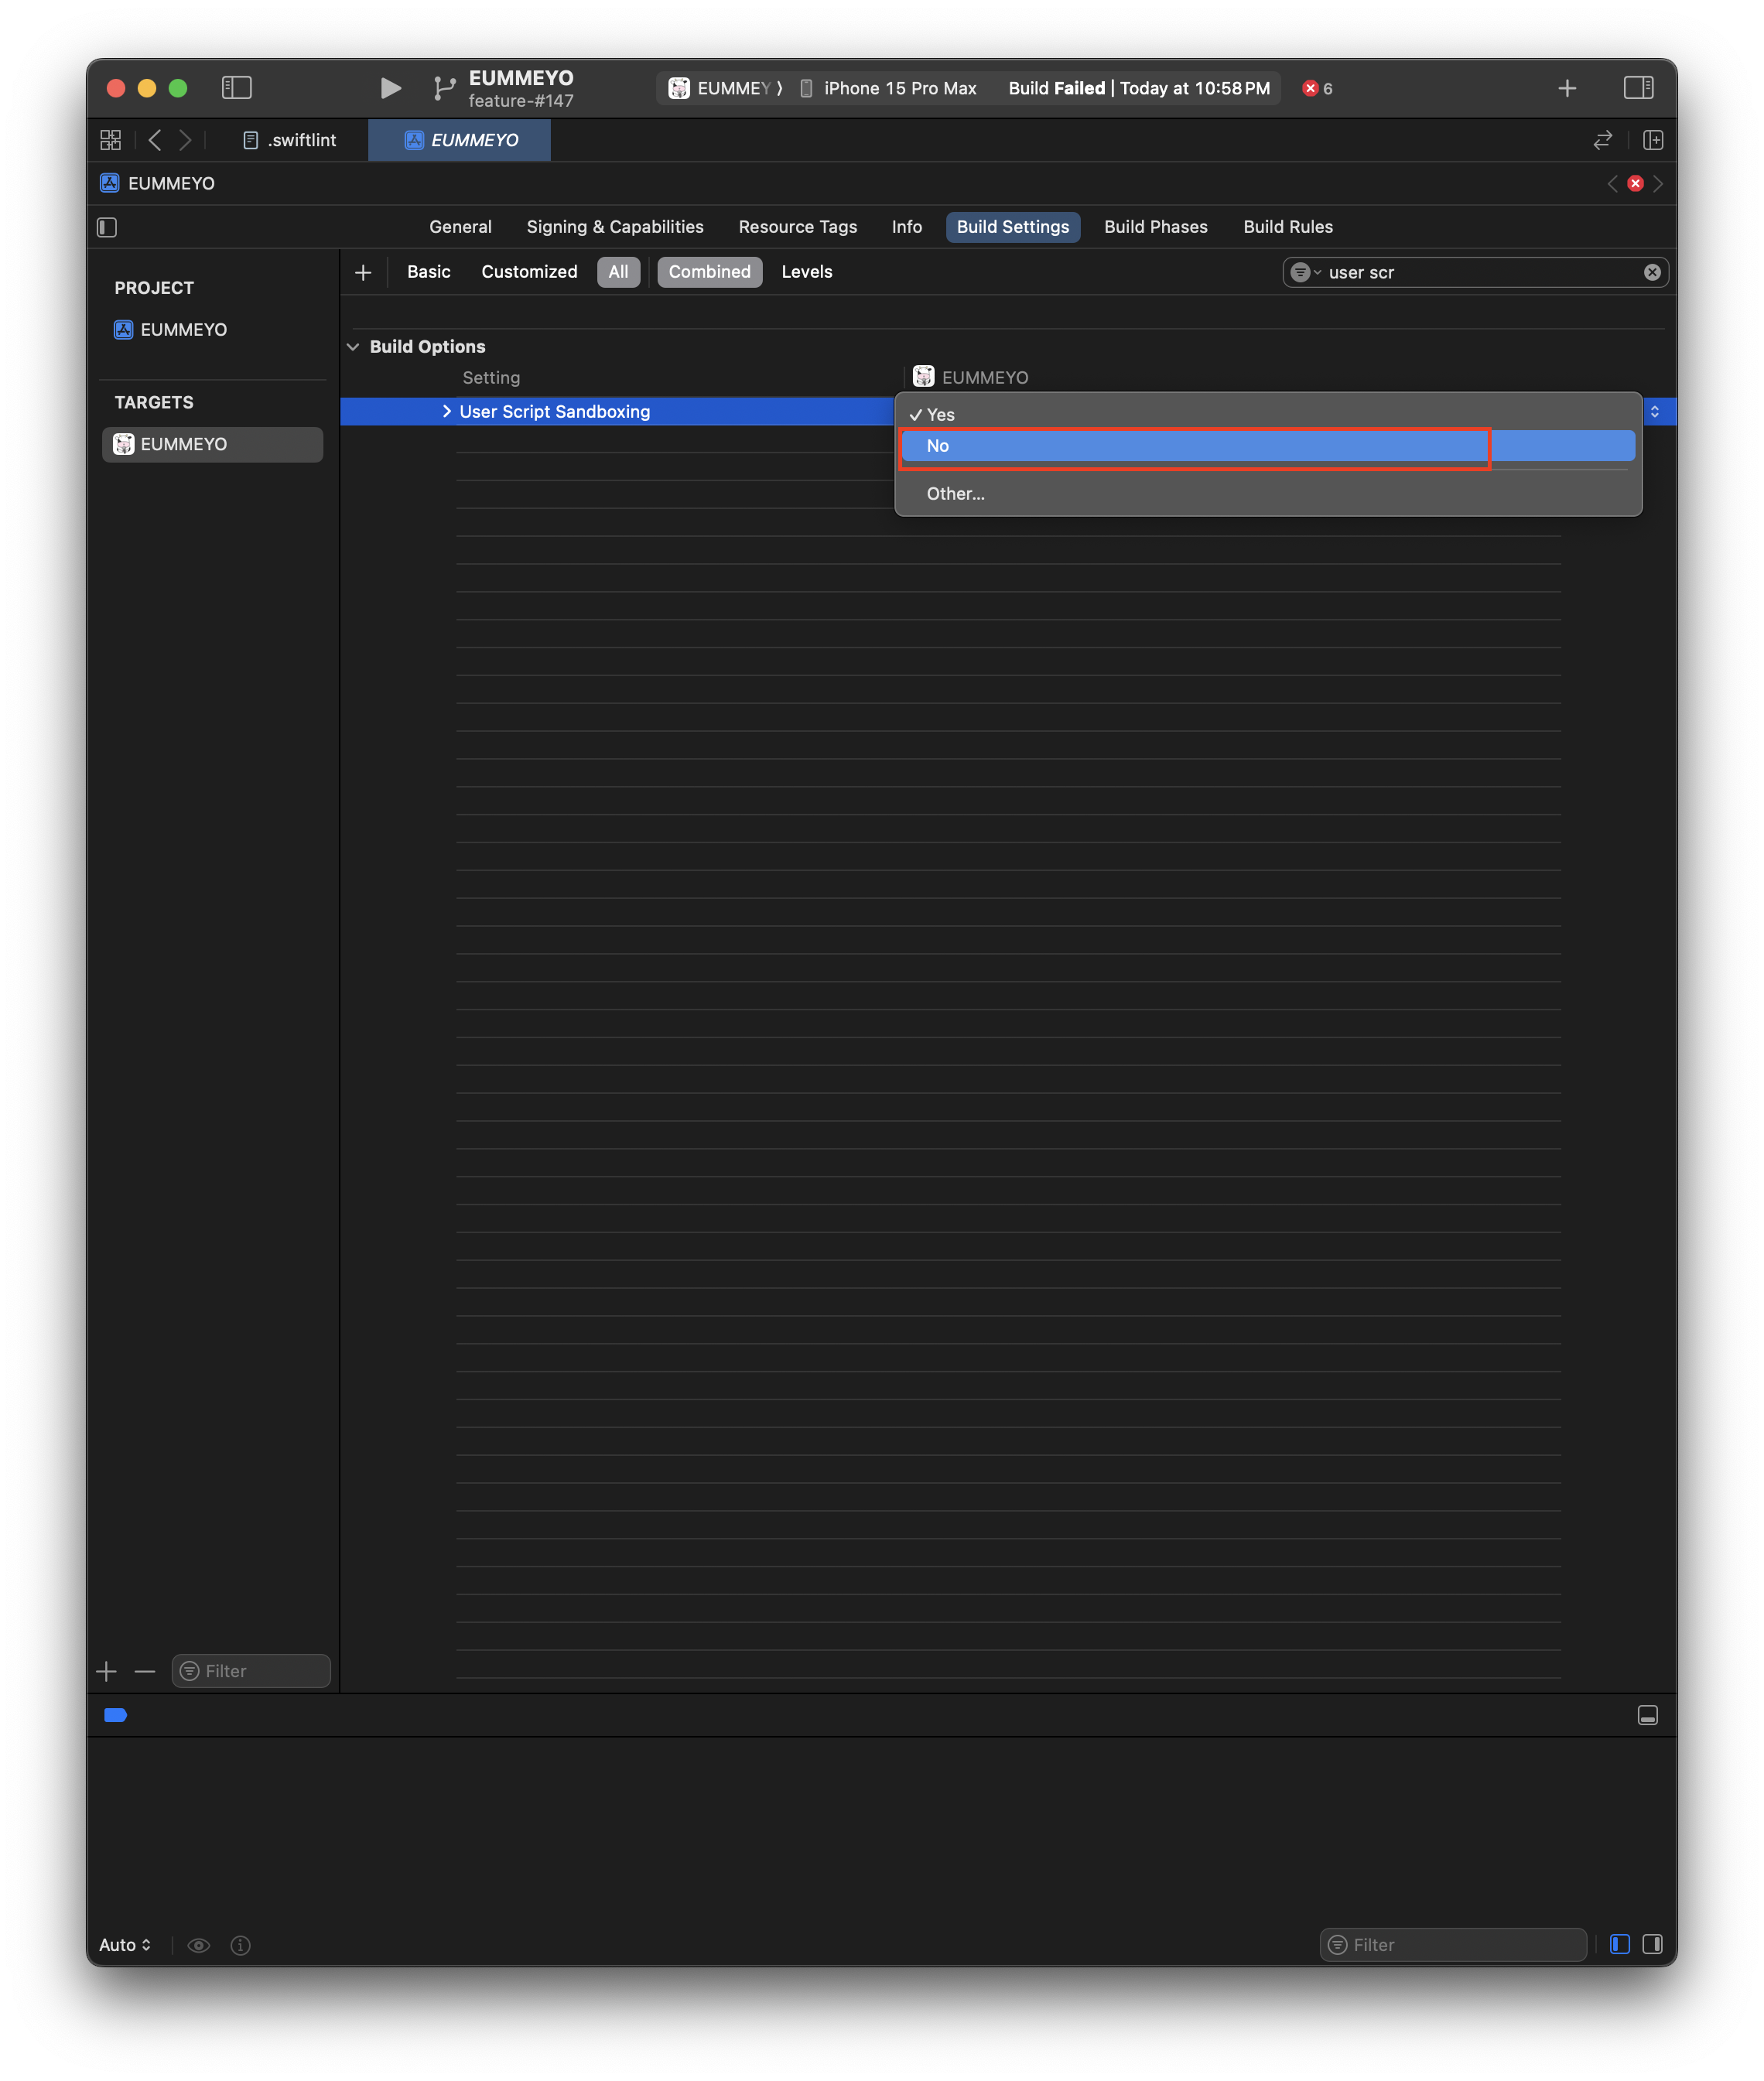 EUMMEYO
feature-#147
EUMMEY
iPhone 15 Pro Max
Build Failed | Today at 10:58 PM
6
.swiftlint
EUMMEYO
EUMMEYO
General
Signing & Capabilities
Resource Tags
Info
Build Settings
Build Phases
Build Rules
PROJECT
EUMMEYO
TARGETS
EUMMEYO
Basic
Customized
All
Combined
Levels
user scr
Build Options
Setting
EUMMEYO
User Script Sandboxing
Yes
No
Other...
Filter
Auto
Filter